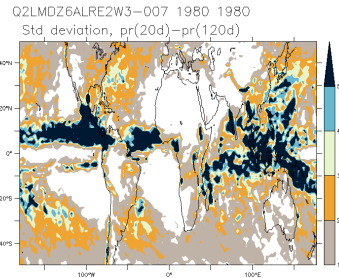 Q2LMDZ6ALRE2W3-007 1980 1980
Std deviation, pr(20d)-pr(120d)
40°N
20°N
0°
20°S
40°S
100°W 0° 100°E
5
4
3
2
1